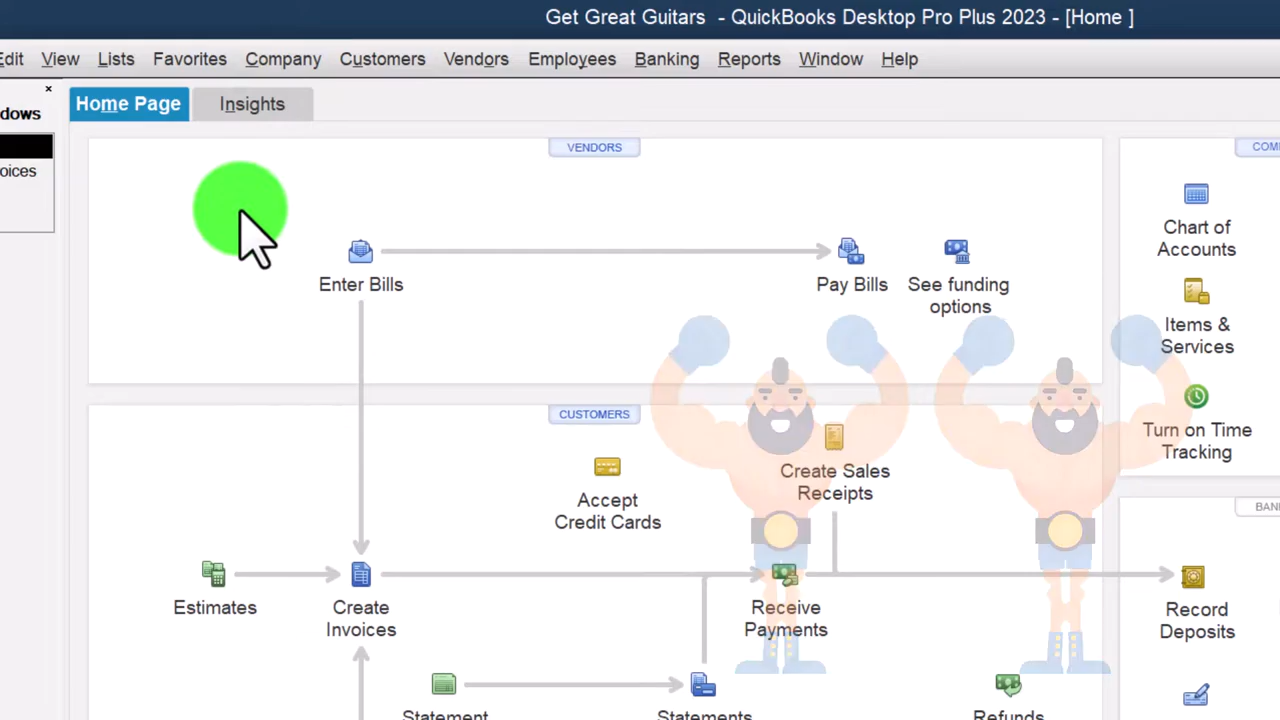 Get Great Guitars - QuickBooks Desktop Pro Plus 2023 - [Home ]
Edit View Lists Favorites Company Customers Vendors Employees Banking Reports Window Help
dows
Home Page Insights
oices
VENDORS
COM
Enter Bills
Pay Bills
See funding
options
Chart of
Accounts
Items &
Services
Turn on Time
Tracking
CUSTOMERS
Accept
Credit Cards
Create Sales
Receipts
BAN
Estimates
Create
Invoices
Receive
Payments
Record
Deposits
Statement
Statements
Refunds